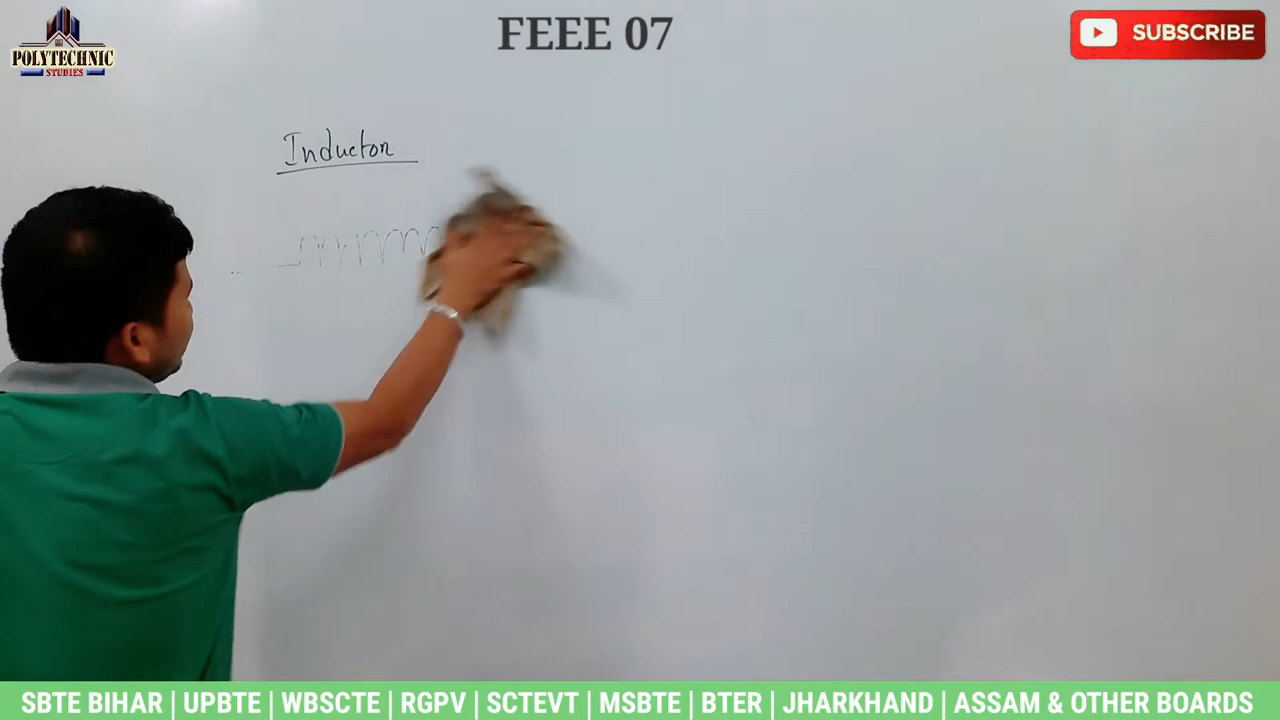 FEEE 07
POLYTECHNIC
STUDIES
SUBSCRIBE
Inductor
SBTE BIHAR | UPBTE | WBSCTE | RGPV | SCTEVT | MSBTE | BTER | JHARKHAND | ASSAM & OTHER BOARDS